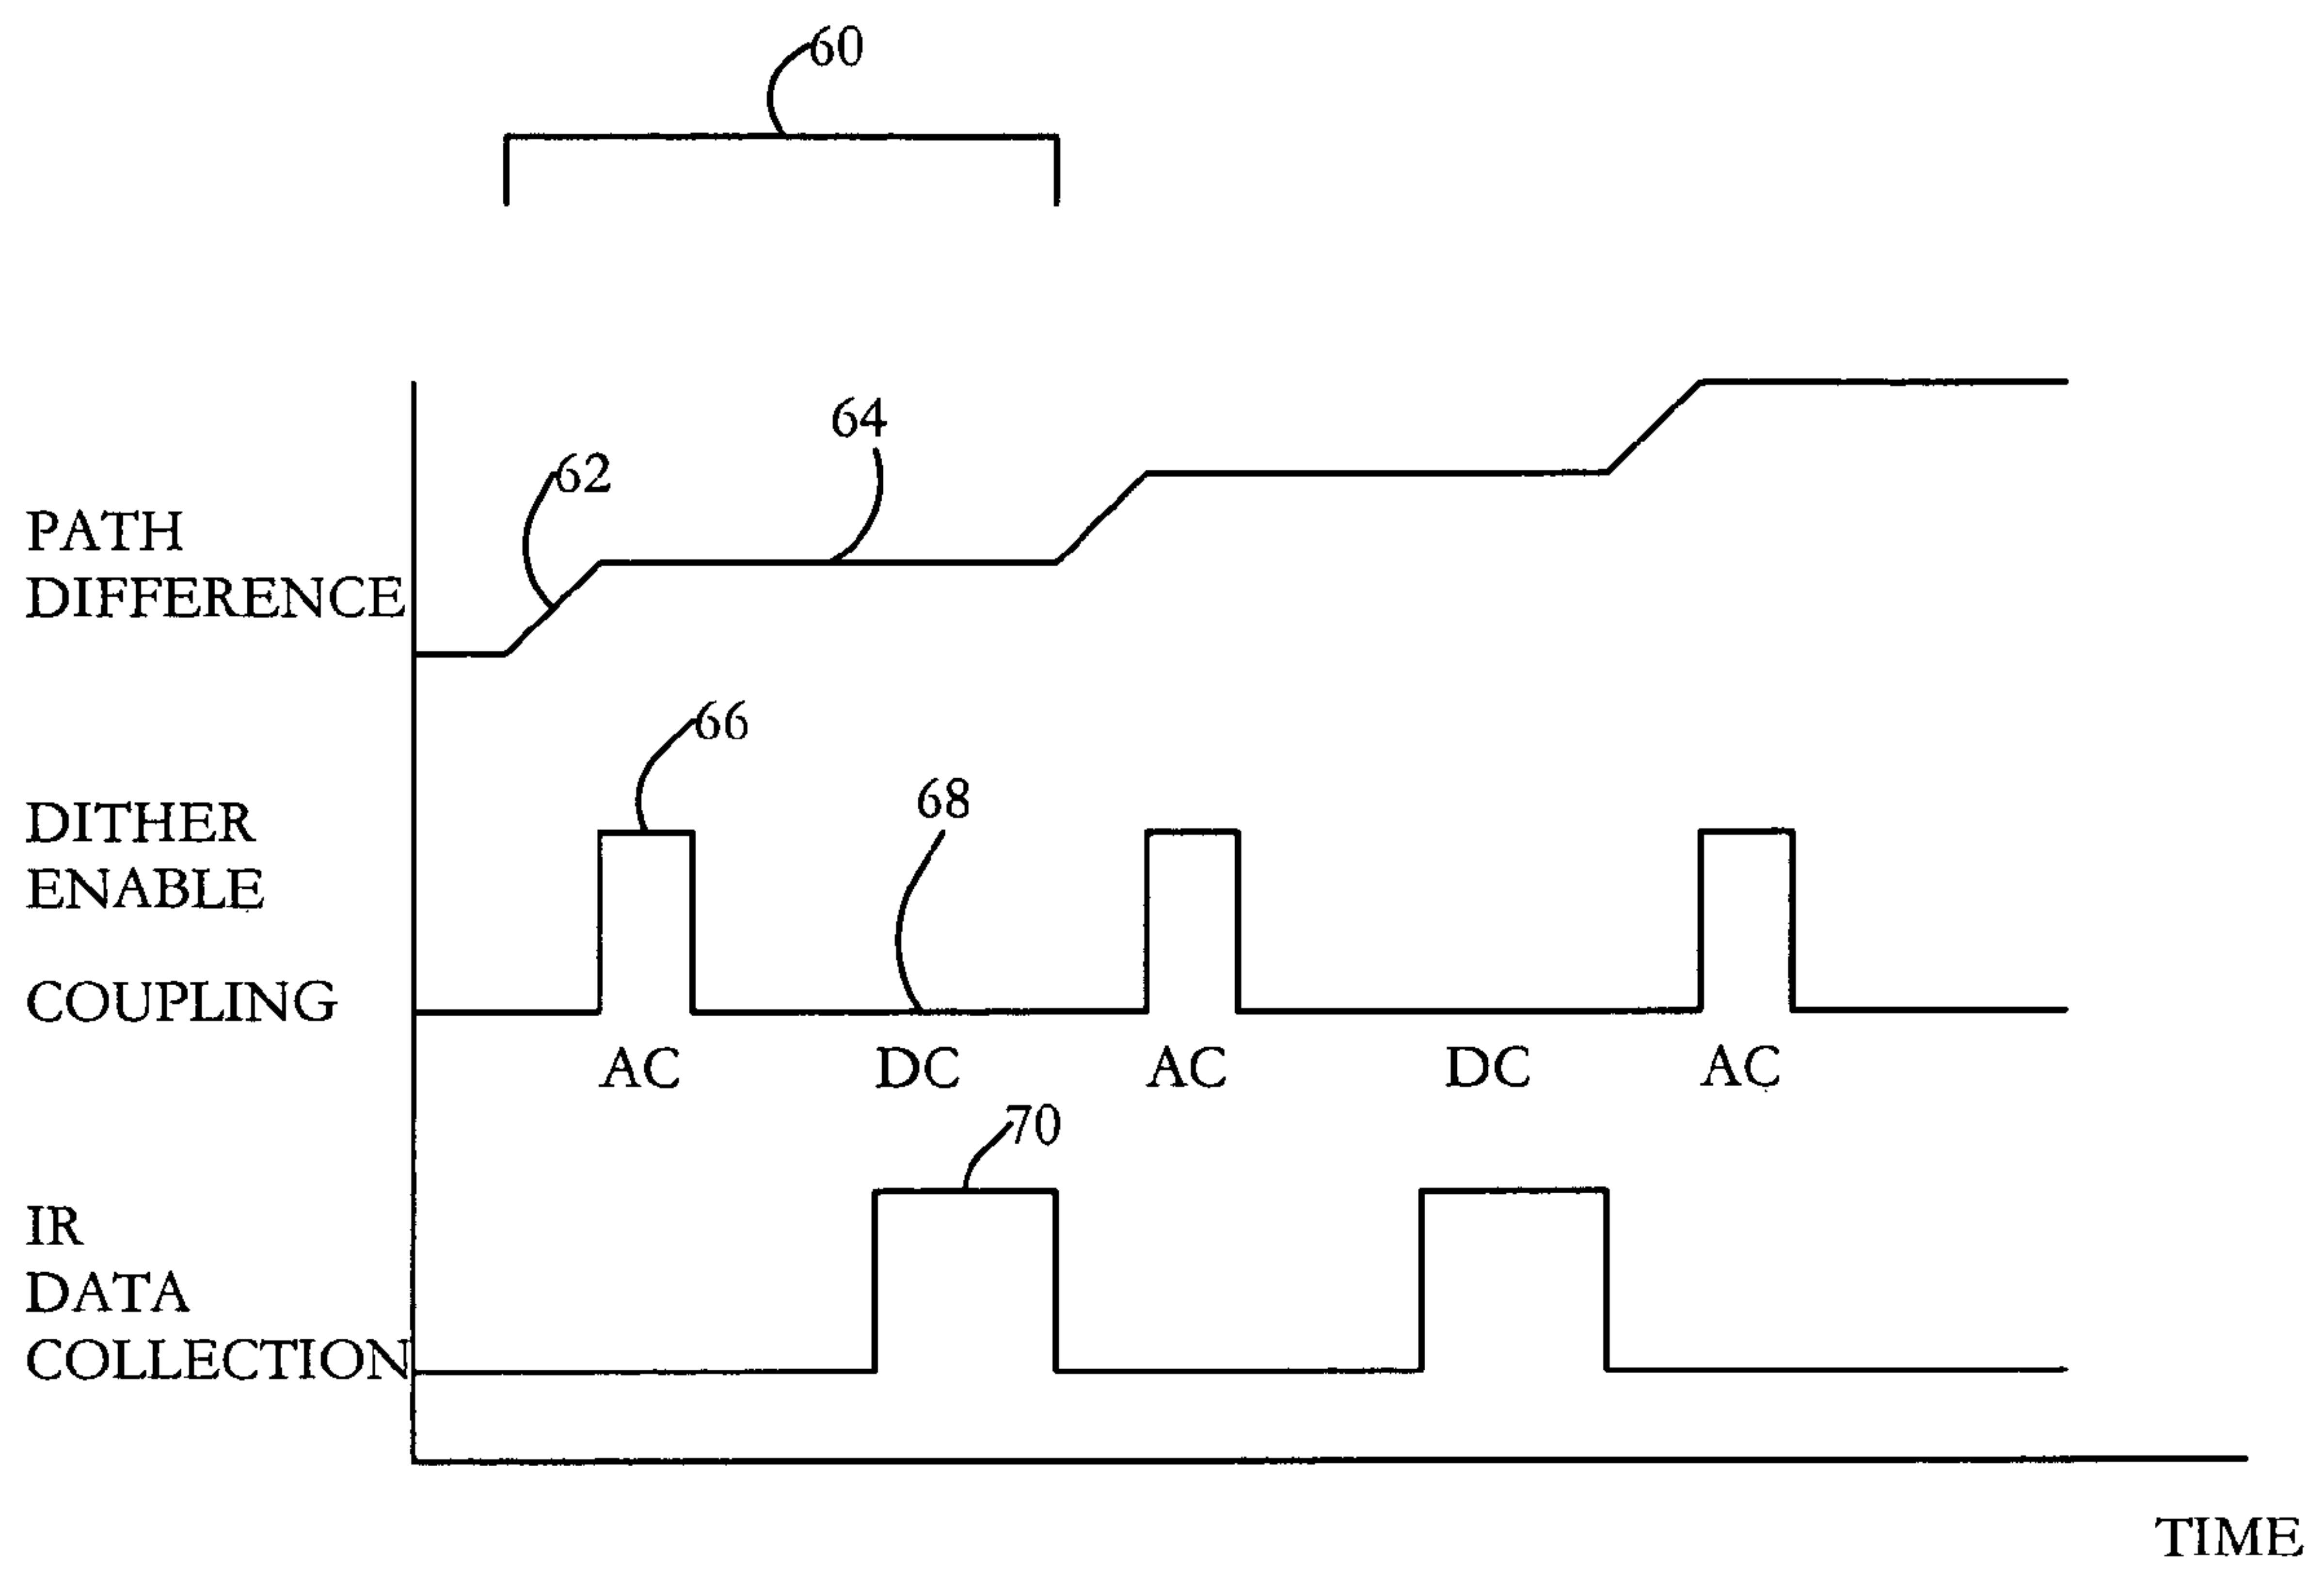 60
64
62
PATH
DIFFERENCE
66
68
DITHER
ENABLE
COUPLING
AC DC AC DC AC
70
IR
DATA
COLLECTION
TIME